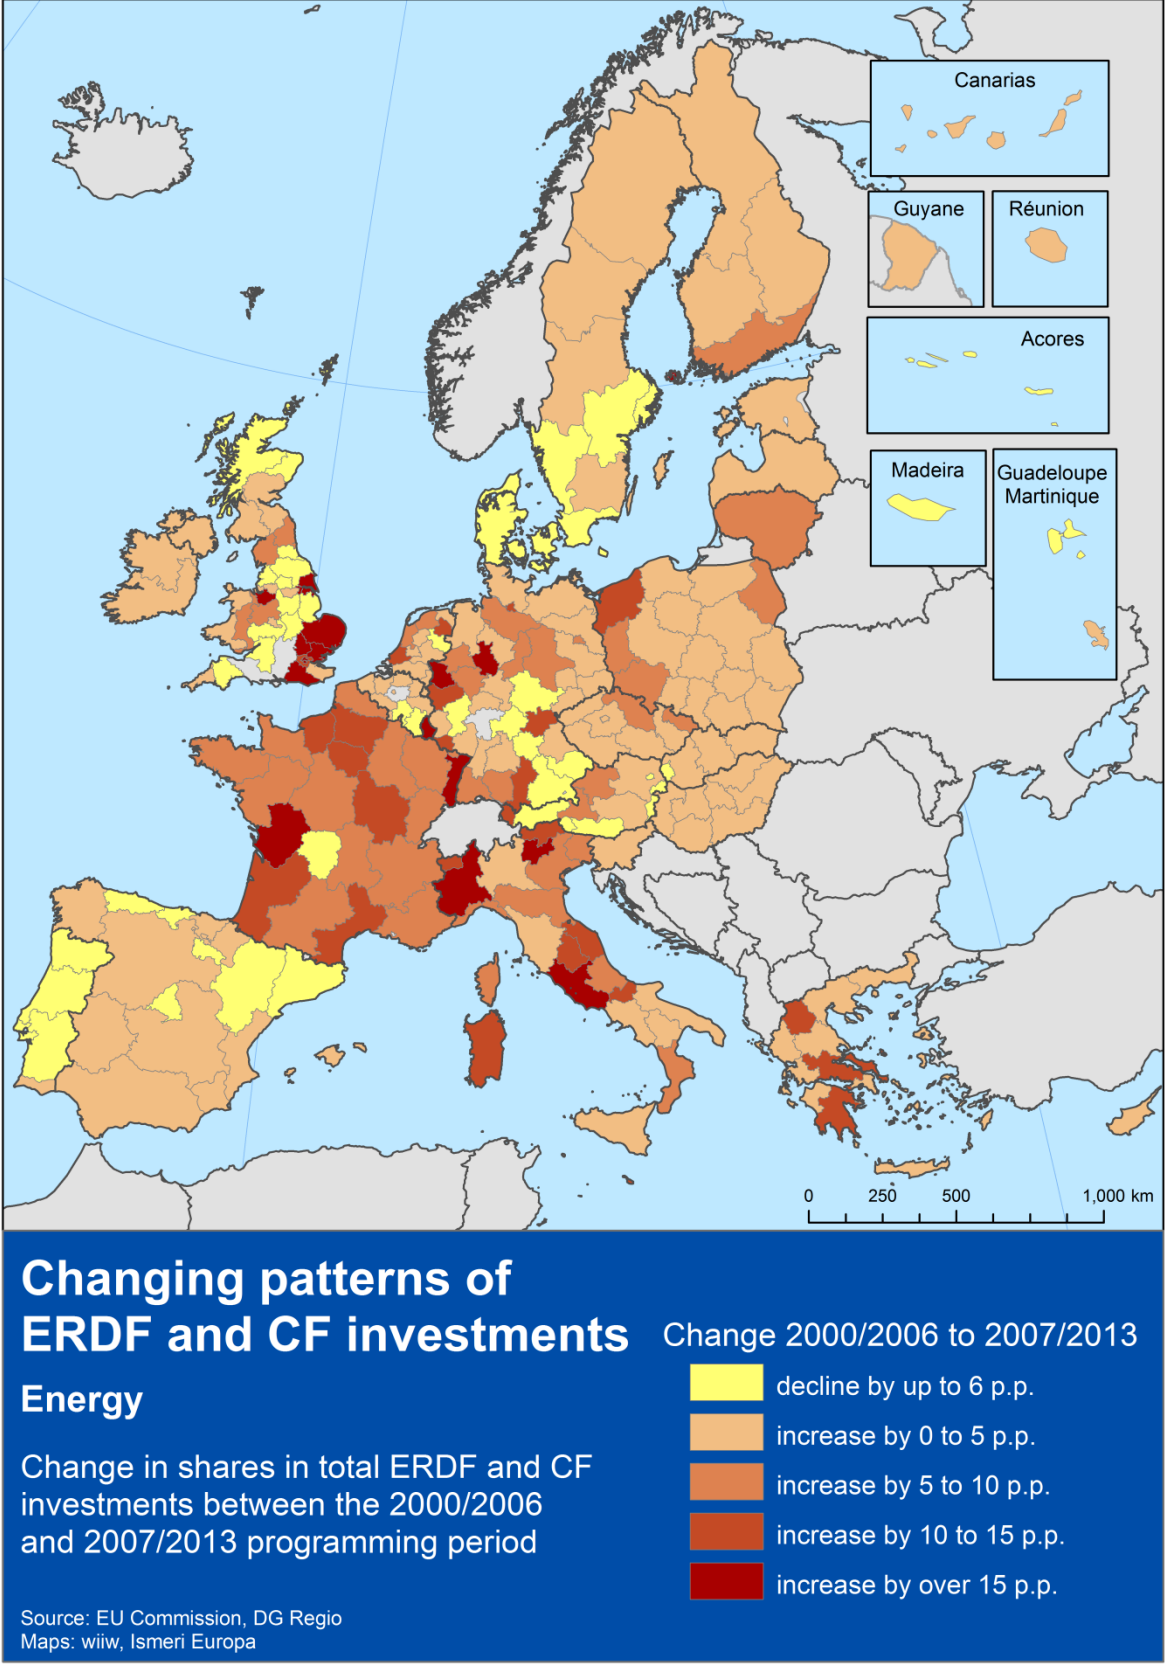 Canarias
Guyane
Réunion
Acores
Madeira
Guadeloupe
Martinique
0 250 500 1,000 km
Changing patterns of
ERDF and CF investments
Energy
Change in shares in total ERDF and CF
investments between the 2000/2006
and 2007/2013 programming period
Source: EU Commission, DG Regio
Maps: wiiw, Ismeri Europa
Change 2000/2006 to 2007/2013
decline by up to 6 p.p.
increase by 0 to 5 p.p.
increase by 5 to 10 p.p.
increase by 10 to 15 p.p.
increase by over 15 p.p.